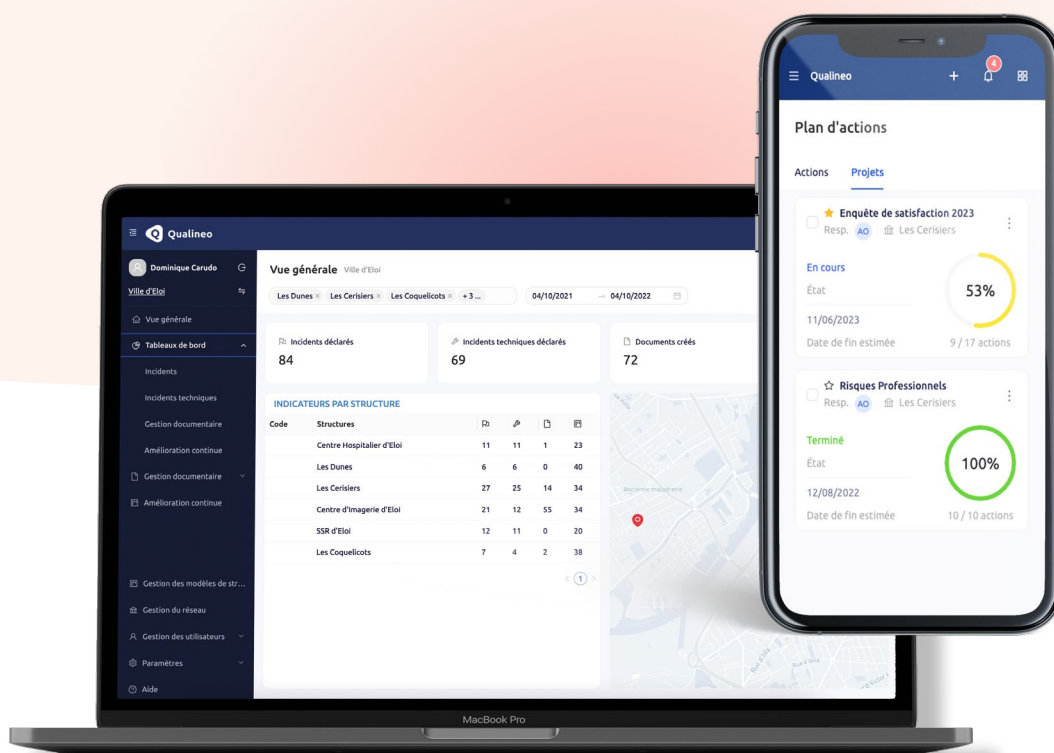 Qualineo
Dominique Carudo
Ville d'Eloi
Vue générale
Tableaux de bord
Incidents
Incidents techniques
Gestion documentaire
Amélioration continue
Gestion documentaire
Amélioration continue
Gestion des modèles de str...
Gestion du réseau
Gestion des utilisateurs
Paramètres
Aide
Vue générale Ville d'Eloi
Les Dunes × Les Cerisiers × Les Coquelicots × + 3 ... 04/10/2021 → 04/10/2022
Incidents déclarés Incidents techniques déclarés Documents créés
84 69 72
INDICATEURS PAR STRUCTURE
Code Structures
Centre Hospitalier d'Eloi 11 11 1 23
Les Dunes 6 6 0 40
Les Cerisiers 27 25 14 34
Centre d'Imagerie d'Eloi 21 12 55 34
SSR d'Eloi 12 11 0 20
Les Coquelicots 7 4 2 38
< 1 >
Ancienne maladrerie
MacBook Pro
Qualineo + 4
Plan d'actions
Actions Projets
Enquête de satisfaction 2023
Resp. AO Les Cerisiers
En cours
État
53%
11/06/2023
Date de fin estimée 9 / 17 actions
Risques Professionnels
Resp. AO Les Cerisiers
Terminé
État
100%
12/08/2022
Date de fin estimée 10 / 10 actions